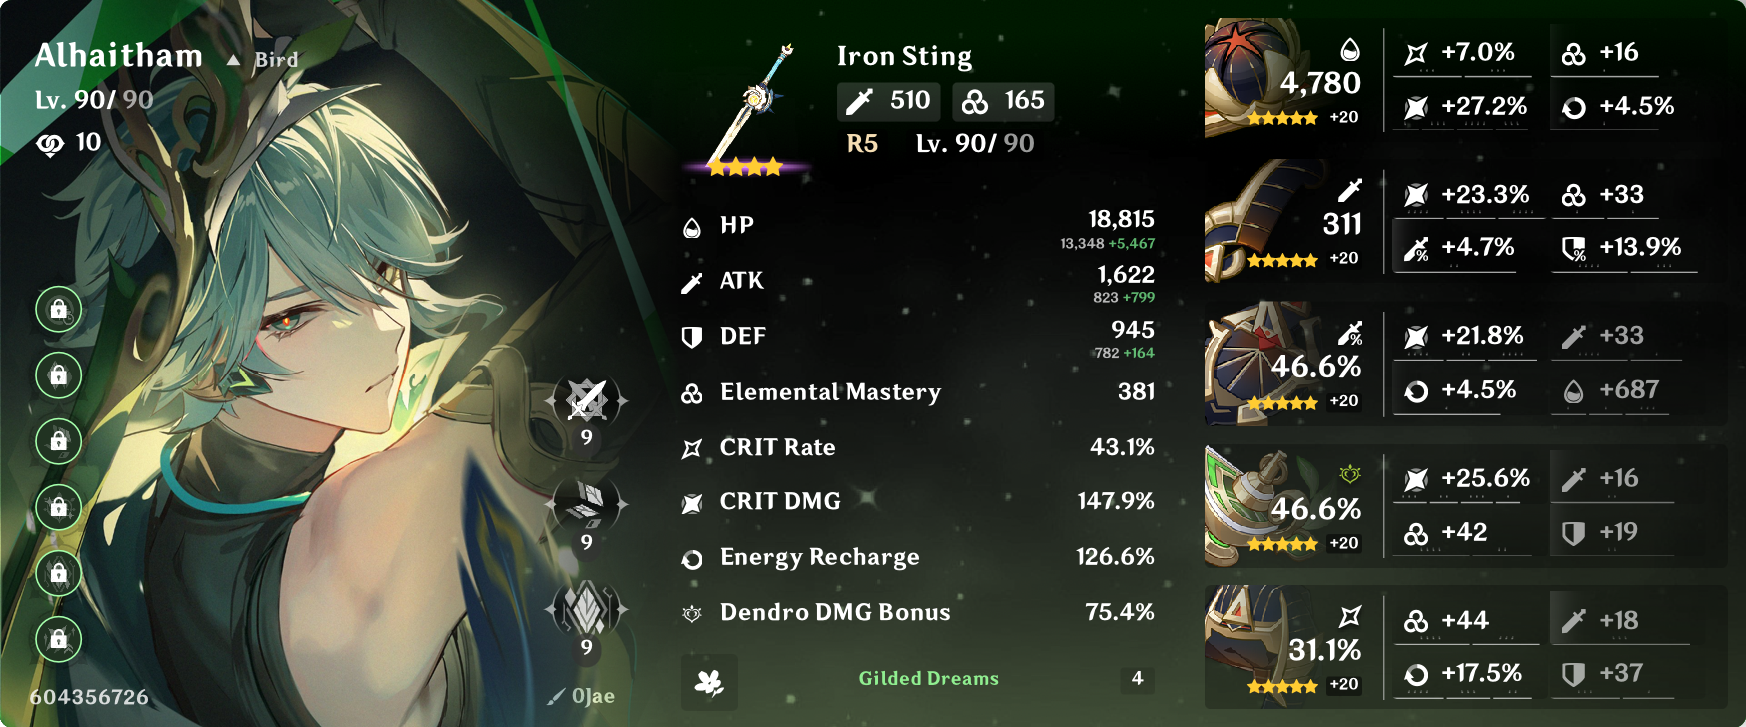 Alhaitham ▲ Bird
Lv. 90/ 90
10
9
9
9
604356726
0Jae
Iron Sting
510 165
R5 Lv. 90/ 90
HP 18,815
13,348 +5,467
ATK 1,622
823 +799
DEF 945
782 +164
Elemental Mastery 381
CRIT Rate 43.1%
CRIT DMG 147.9%
Energy Recharge 126.6%
Dendro DMG Bonus 75.4%
Gilded Dreams 4
4,780
+20
+7.0% +16
+27.2% +4.5%
311
+20
+23.3% +33
+4.7% +13.9%
46.6%
+20
+21.8% +33
+4.5% +687
46.6%
+20
+25.6% +16
+42 +19
31.1%
+20
+44 +18
+17.5% +37